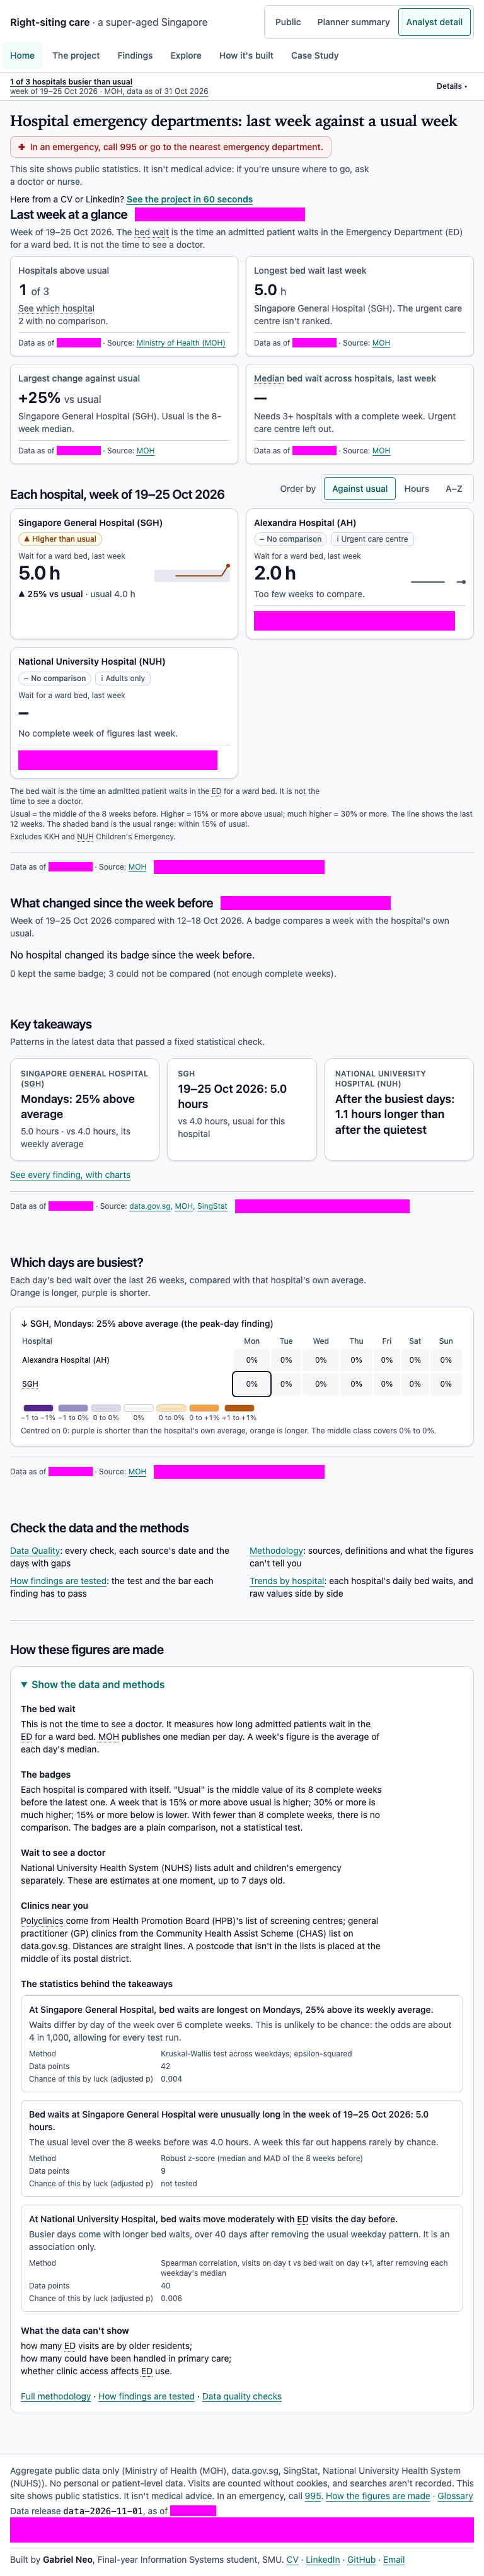 Right-siting care · a super-aged Singapore
Public
Planner summary
Analyst detail
Home
The project
Findings
Explore
How it's built
Case Study
1 of 3 hospitals busier than usual
week of 19–25 Oct 2026 · MOH, data as of 31 Oct 2026
Details
Hospital emergency departments: last week against a usual week
In an emergency, call 995 or go to the nearest emergency department.
This site shows public statistics. It isn't medical advice: if you're unsure where to go, ask
a doctor or nurse.
Here from a CV or LinkedIn? See the project in 60 seconds
Last week at a glance
Week of 19–25 Oct 2026. The bed wait is the time an admitted patient waits in the Emergency Department (ED)
for a ward bed. It is not the time to see a doctor.
Hospitals above usual
1 of 3
See which hospital
2 with no comparison.
Data as of · Source: Ministry of Health (MOH)
Longest bed wait last week
5.0 h
Singapore General Hospital (SGH). The urgent care
centre isn't ranked.
Data as of · Source: MOH
Largest change against usual
+25% vs usual
Singapore General Hospital (SGH). Usual is the 8-
week median.
Data as of · Source: MOH
Median bed wait across hospitals, last week
—
Needs 3+ hospitals with a complete week. Urgent
care centre left out.
Data as of · Source: MOH
Each hospital, week of 19–25 Oct 2026
Order by
Against usual
Hours
A–Z
Singapore General Hospital (SGH)
▲ Higher than usual
Wait for a ward bed, last week
5.0 h
▲ 25% vs usual · usual 4.0 h
Alexandra Hospital (AH)
– No comparison
i Urgent care centre
Wait for a ward bed, last week
2.0 h
Too few weeks to compare.
National University Hospital (NUH)
– No comparison
i Adults only
Wait for a ward bed, last week
–
No complete week of figures last week.
The bed wait is the time an admitted patient waits in the ED for a ward bed. It is not the
time to see a doctor.
Usual = the middle of the 8 weeks before. Higher = 15% or more above usual; much higher = 30% or more. The line shows the last
12 weeks. The shaded band is the usual range: within 15% of usual.
Excludes KKH and NUH Children's Emergency.
Data as of · Source: MOH
What changed since the week before
Week of 19–25 Oct 2026 compared with 12–18 Oct 2026. A badge compares a week with the hospital's own
usual.
No hospital changed its badge since the week before.
0 kept the same badge; 3 could not be compared (not enough complete weeks).
Key takeaways
Patterns in the latest data that passed a fixed statistical check.
SINGAPORE GENERAL HOSPITAL
(SGH)
Mondays: 25% above
average
5.0 hours · vs 4.0 hours, its
weekly average
SGH
19–25 Oct 2026: 5.0
hours
vs 4.0 hours, usual for this
hospital
NATIONAL UNIVERSITY
HOSPITAL (NUH)
After the busiest days:
1.1 hours longer than
after the quietest
See every finding, with charts
Data as of · Source: data.gov.sg, MOH, SingStat
Which days are busiest?
Each day's bed wait over the last 26 weeks, compared with that hospital's own average.
Orange is longer, purple is shorter.
↓ SGH, Mondays: 25% above average (the peak-day finding)
Hospital Mon Tue Wed Thu Fri Sat Sun
Alexandra Hospital (AH) 0% 0% 0% 0% 0% 0% 0%
SGH 0% 0% 0% 0% 0% 0% 0%
−1 to −1% −1 to 0% 0 to 0% 0% 0 to 0% 0 to +1% +1 to +1%
Centred on 0: purple is shorter than the hospital's own average, orange is longer. The middle class covers 0% to 0%.
Data as of · Source: MOH
Check the data and the methods
Data Quality: every check, each source's date and the
days with gaps
Methodology: sources, definitions and what the figures
can't tell you
How findings are tested: the test and the bar each
finding has to pass
Trends by hospital: each hospital's daily bed waits, and
raw values side by side
How these figures are made
▼ Show the data and methods
The bed wait
This is not the time to see a doctor. It measures how long admitted patients wait in the
ED for a ward bed. MOH publishes one median per day. A week's figure is the average of
each day's median.
The badges
Each hospital is compared with itself. "Usual" is the middle value of its 8 complete weeks
before the latest one. A week that is 15% or more above usual is higher; 30% or more is
much higher; 15% or more below is lower. With fewer than 8 complete weeks, there is no
comparison. The badges are a plain comparison, not a statistical test.
Wait to see a doctor
National University Health System (NUHS) lists adult and children's emergency
separately. These are estimates at one moment, up to 7 days old.
Clinics near you
Polyclinics come from Health Promotion Board (HPB)'s list of screening centres; general
practitioner (GP) clinics from the Community Health Assist Scheme (CHAS) list on
data.gov.sg. Distances are straight lines. A postcode that isn't in the lists is placed at the
middle of its postal district.
The statistics behind the takeaways
At Singapore General Hospital, bed waits are longest on Mondays, 25% above its weekly average.
Waits differ by day of the week over 6 complete weeks. This is unlikely to be chance: the odds are about
4 in 1,000, allowing for every test run.
Method Kruskal-Wallis test across weekdays; epsilon-squared
Data points 42
Chance of this by luck (adjusted p) 0.004
Bed waits at Singapore General Hospital were unusually long in the week of 19–25 Oct 2026: 5.0
hours.
The usual level over the 8 weeks before was 4.0 hours. A week this far out happens rarely by chance.
Method Robust z-score (median and MAD of the 8 weeks before)
Data points 9
Chance of this by luck (adjusted p) not tested
At National University Hospital, bed waits move moderately with ED visits the day before.
Busier days come with longer bed waits, over 40 days after removing the usual weekday pattern. It is an
association only.
Method Spearman correlation, visits on day t vs bed wait on day t+1, after removing each
weekday's median
Data points 40
Chance of this by luck (adjusted p) 0.006
What the data can't show
how many ED visits are by older residents;
how many could have been handled in primary care;
whether clinic access affects ED use.
Full methodology · How findings are tested · Data quality checks
Aggregate public data only (Ministry of Health (MOH), data.gov.sg, SingStat, National University Health System
(NUHS)). No personal or patient-level data. Visits are counted without cookies, and searches aren't recorded. This
site shows public statistics. It isn't medical advice. In an emergency, call 995. How the figures are made · Glossary
Data release data-2026-11-01, as of
Built by Gabriel Neo, Final-year Information Systems student, SMU. CV · LinkedIn · GitHub · Email